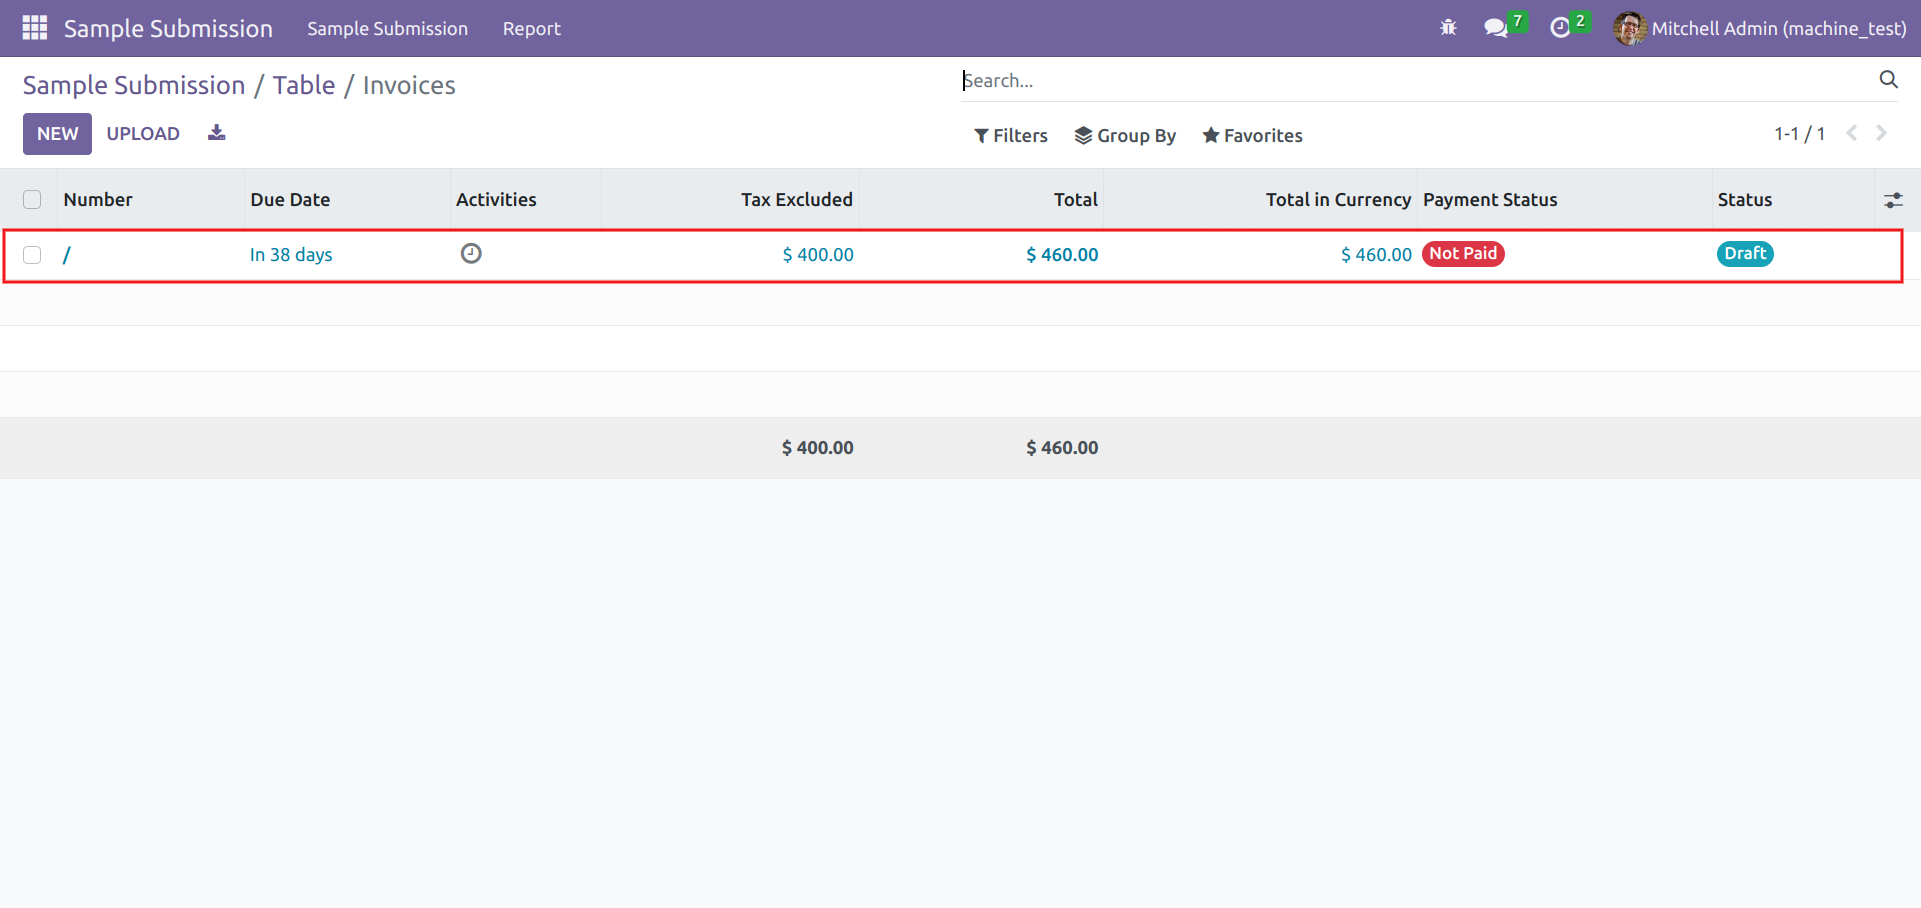 Sample Submission Sample Submission Report 7 2 Mitchell Admin (machine_test)
Sample Submission / Table / Invoices Search...
NEW UPLOAD Filters Group By Favorites 1-1 / 1
Number Due Date Activities Tax Excluded Total Total in Currency Payment Status Status
/ In 38 days $ 400.00 $ 460.00 $ 460.00 Not Paid Draft
$ 400.00 $ 460.00